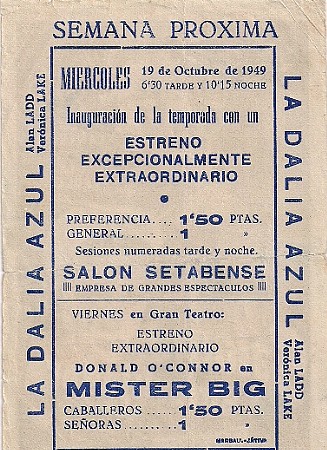 SEMANA PROXIMA
MIERCOLES 19 de Octubre de 1949
6'30 TARDE Y 10'15 NOCHE
Inauguración de la temporada con un
ESTRENO
EXCEPCIONALMENTE
EXTRAORDINARIO
PREFERENCIA.... 1'50 PTAS.
GENERAL...... 1 »
Sesiones numeradas tarde y noche.
SALON SETABENSE
EMPRESA DE GRANDES ESPECTACULOS
VIERNES en Gran Teatro:
ESTRENO
EXTRAORDINARIO
DONALD O'CONNOR en
MISTER BIG
CABALLEROS..... 1'50 PTAS.
SEÑORAS....... 1 »
LA DALIA AZUL
Alan LADD
Verónica LAKE
LA DALIA AZUL
Alan LADD
Verónica LAKE